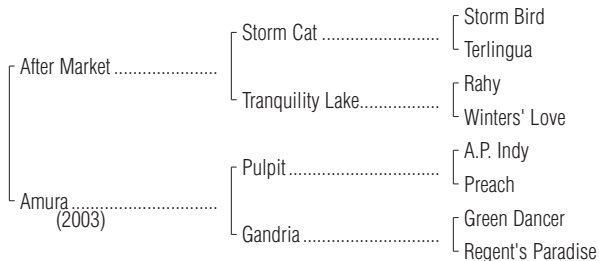 Storm Bird
Storm Cat ........................
Terlingua
After Market .....................
Rahy
Tranquility Lake................
Winters' Love
A.P. Indy
Pulpit ..............................
Preach
Amura ..............................
(2003)
Green Dancer
Gandria ............................
Regent's Paradise